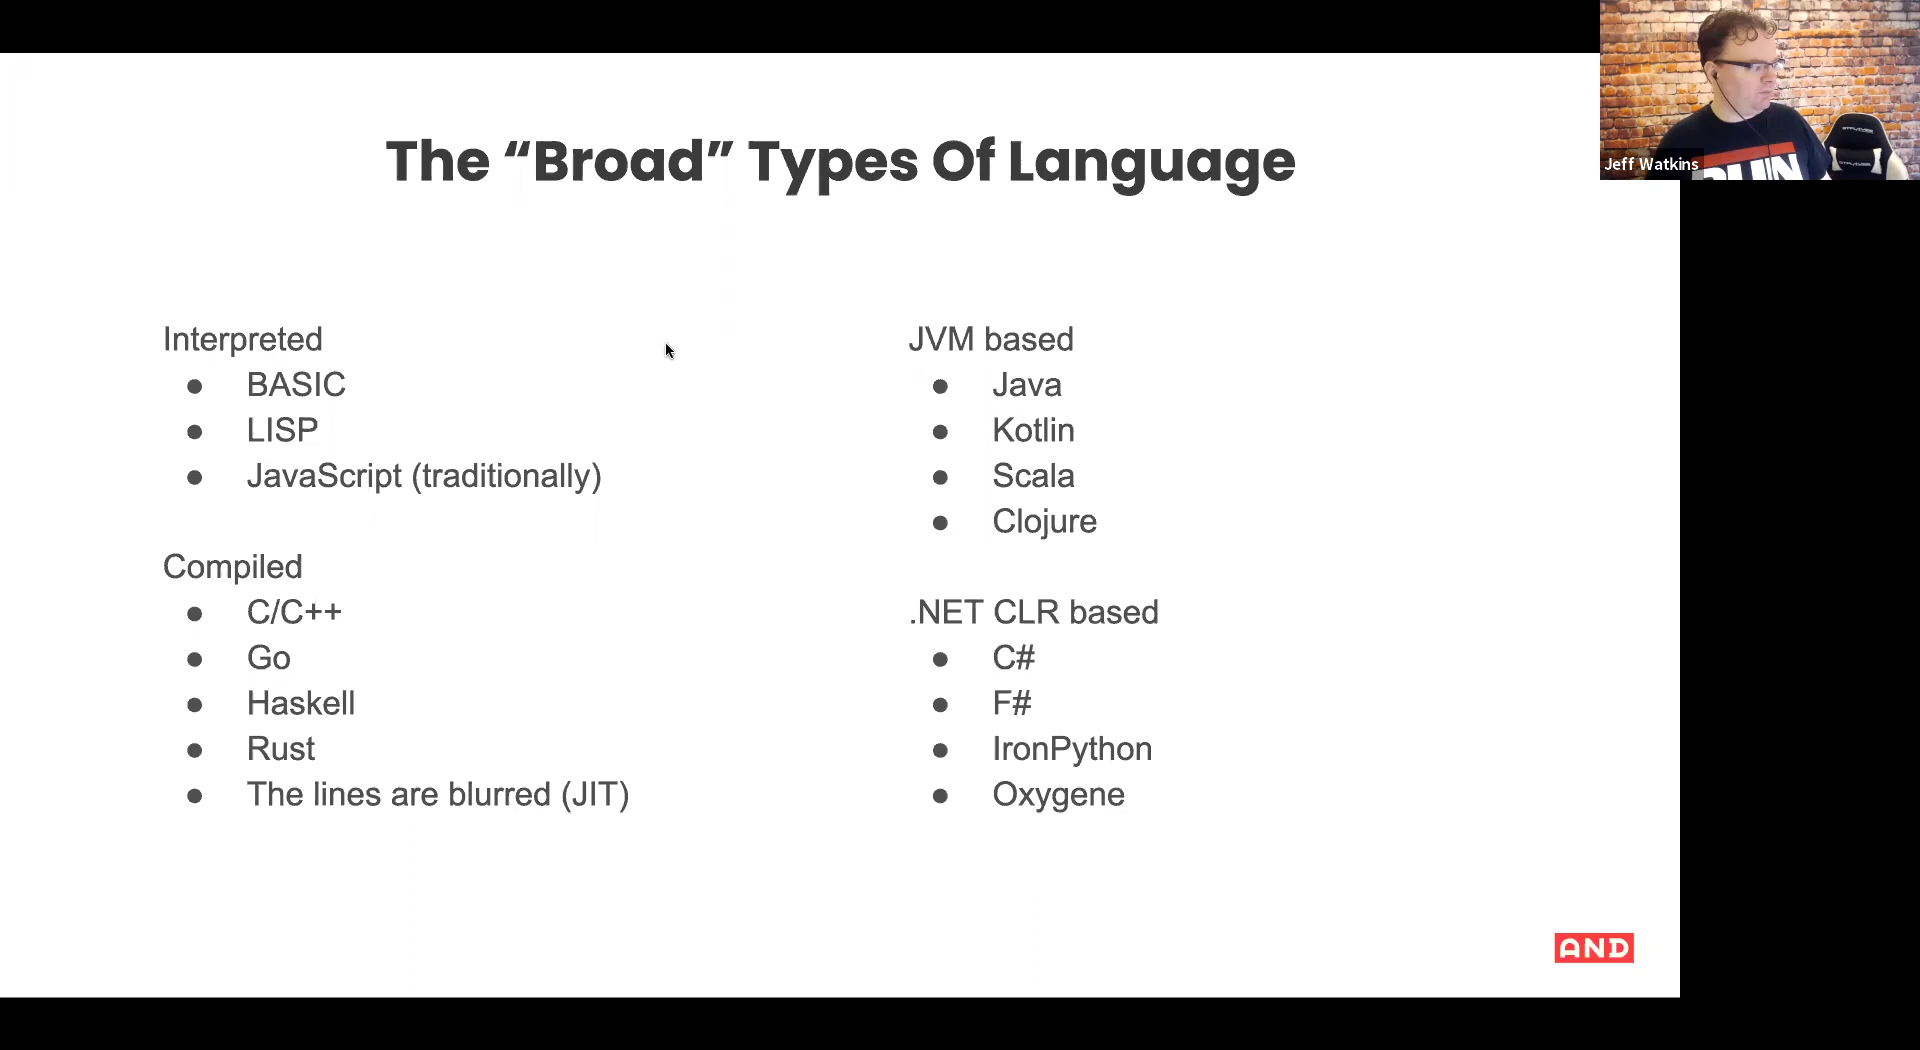 The “Broad” Types Of Language
Interpreted
● BASIC
● LISP
● JavaScript (traditionally)
Compiled
● C/C++
● Go
● Haskell
● Rust
● The lines are blurred (JIT)
JVM based
● Java
● Kotlin
● Scala
● Clojure
.NET CLR based
● C#
● F#
● IronPython
● Oxygene
AND
Jeff Watkins